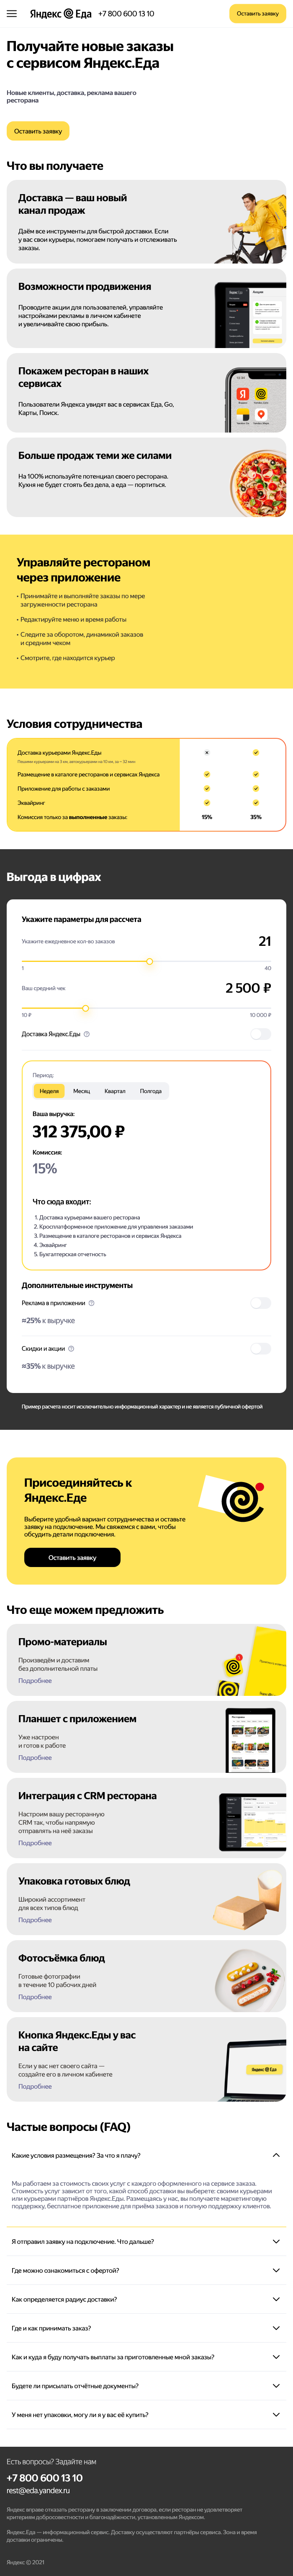 Яндекс Еда
+7 800 600 13 10
Оставить заявку
Получайте новые заказы
с сервисом Яндекс.Еда
Новые клиенты, доставка, реклама вашего
ресторана
Оставить заявку
Что вы получаете
Доставка — ваш новый
канал продаж
Даём все инструменты для быстрой доставки. Если
у вас свои курьеры, помогаем получать и отслеживать
заказы.
Возможности продвижения
Проводите акции для пользователей, управляйте
настройками рекламы в личном кабинете
и увеличивайте свою прибыль.
Покажем ресторан в наших
сервисах
Пользователи Яндекса увидят вас в сервисах Еда, Go,
Карты, Поиск.
Больше продаж теми же силами
На 100% используйте потенциал своего ресторана.
Кухня не будет стоять без дела, а еда — портиться.
Управляйте рестораном
через приложение
• Принимайте и выполняйте заказы по мере
загруженности ресторана
• Редактируйте меню и время работы
• Следите за оборотом, динамикой заказов
и средним чеком
• Смотрите, где находится курьер
Условия сотрудничества
Доставка курьерами Яндекс.Еды
Размещение в каталоге ресторанов и сервисах Яндекса
Приложение для работы с заказами
Эквайринг
Комиссия только за выполненные заказы: 15% 35%
Выгода в цифрах
Укажите параметры для рассчета
Укажите ежедневное кол-во заказов 21
1 40
Ваш средний чек 2 500 ₽
10 ₽ 10 000 ₽
Доставка Яндекс.Еды ?
Период:
Неделя Месяц Квартал Полгода
Ваша выручка:
312 375,00 ₽
Комиссия:
15%
Что сюда входит:
1. Доставка курьерами вашего ресторана
2. Кросплатформенное приложение для управления заказами
3. Размещение в каталоге ресторанов и сервисах Яндекса
4. Эквайринг
5. Бухгалтерская отчетность
Дополнительные инструменты
Реклама в приложении ?
≈25% к выручке
Скидки и акции ?
≈35% к выручке
Пример расчета носит исключительно информационный характер и не является публичной офертой
Присоединяйтесь к
Яндекс.Еде
Выберите удобный вариант сотрудничества и оставьте
заявку на подключение. Мы свяжемся с вами, чтобы
обсудить детали подключения.
Оставить заявку
Что еще можем предложить
Промо-материалы
Произведём и доставим
без дополнительной платы
Подробнее
Планшет с приложением
Уже настроен
и готов к работе
Подробнее
Интеграция с CRM ресторана
Настроим вашу ресторанную
CRM так, чтобы напрямую
отправлять на неё заказы
Подробнее
Упаковка готовых блюд
Широкий ассортимент
для всех типов блюд
Подробнее
Фотосъёмка блюд
Готовые фотографии
в течение 10 рабочих дней
Подробнее
Кнопка Яндекс.Еды у вас
на сайте
Если у вас нет своего сайта —
создайте его в личном кабинете
Подробнее
Яндекс Еда
Частые вопросы (FAQ)
Какие условия размещения? За что я плачу?
Мы работаем за стоимость своих услуг с каждого оформленного на сервисе заказа.
Стоимость услуг зависит от того, какой способ доставки вы выберете: своими курьерами
или курьерами партнёров Яндекс.Еды. Размещаясь у нас, вы получаете маркетинговую
поддержку, бесплатное приложение для приёма заказов и полную поддержку клиентов.
Я отправил заявку на подключение. Что дальше?
Где можно ознакомиться с офертой?
Как определяется радиус доставки?
Где и как принимать заказ?
Как и куда я буду получать выплаты за приготовленные мной заказы?
Будете ли присылать отчётные документы?
У меня нет упаковки, могу ли я у вас её купить?
Есть вопросы? Задайте нам
+7 800 600 13 10
rest@eda.yandex.ru
Яндекс вправе отказать ресторану в заключении договора, если ресторан не удовлетворяет
критериям добросовестности и благонадёжности, установленным Яндексом.
Яндекс.Еда — информационный сервис. Доставку осуществляют партнёры сервиса. Зона и время
доставки ограничены.
Яндекс © 2021